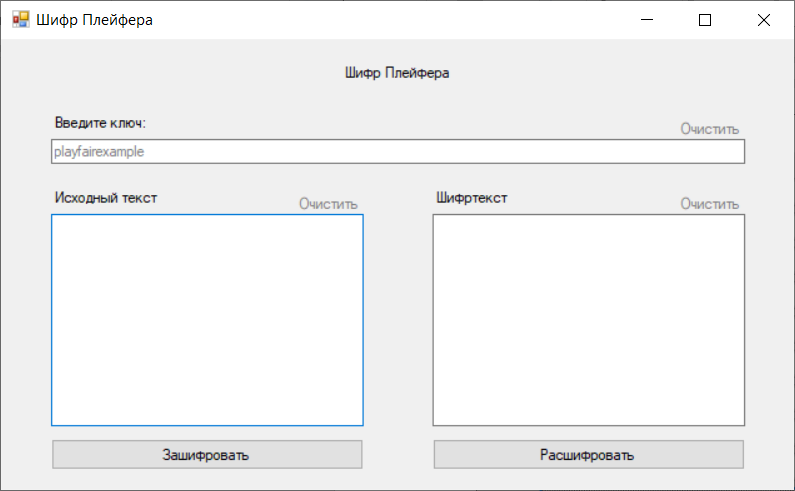 Шифр Плейфера
Шифр Плейфера
Введите ключ:
Очистить
playfairexample
Исходный текст
Очистить
Шифртекст
Очистить
Зашифровать
Расшифровать